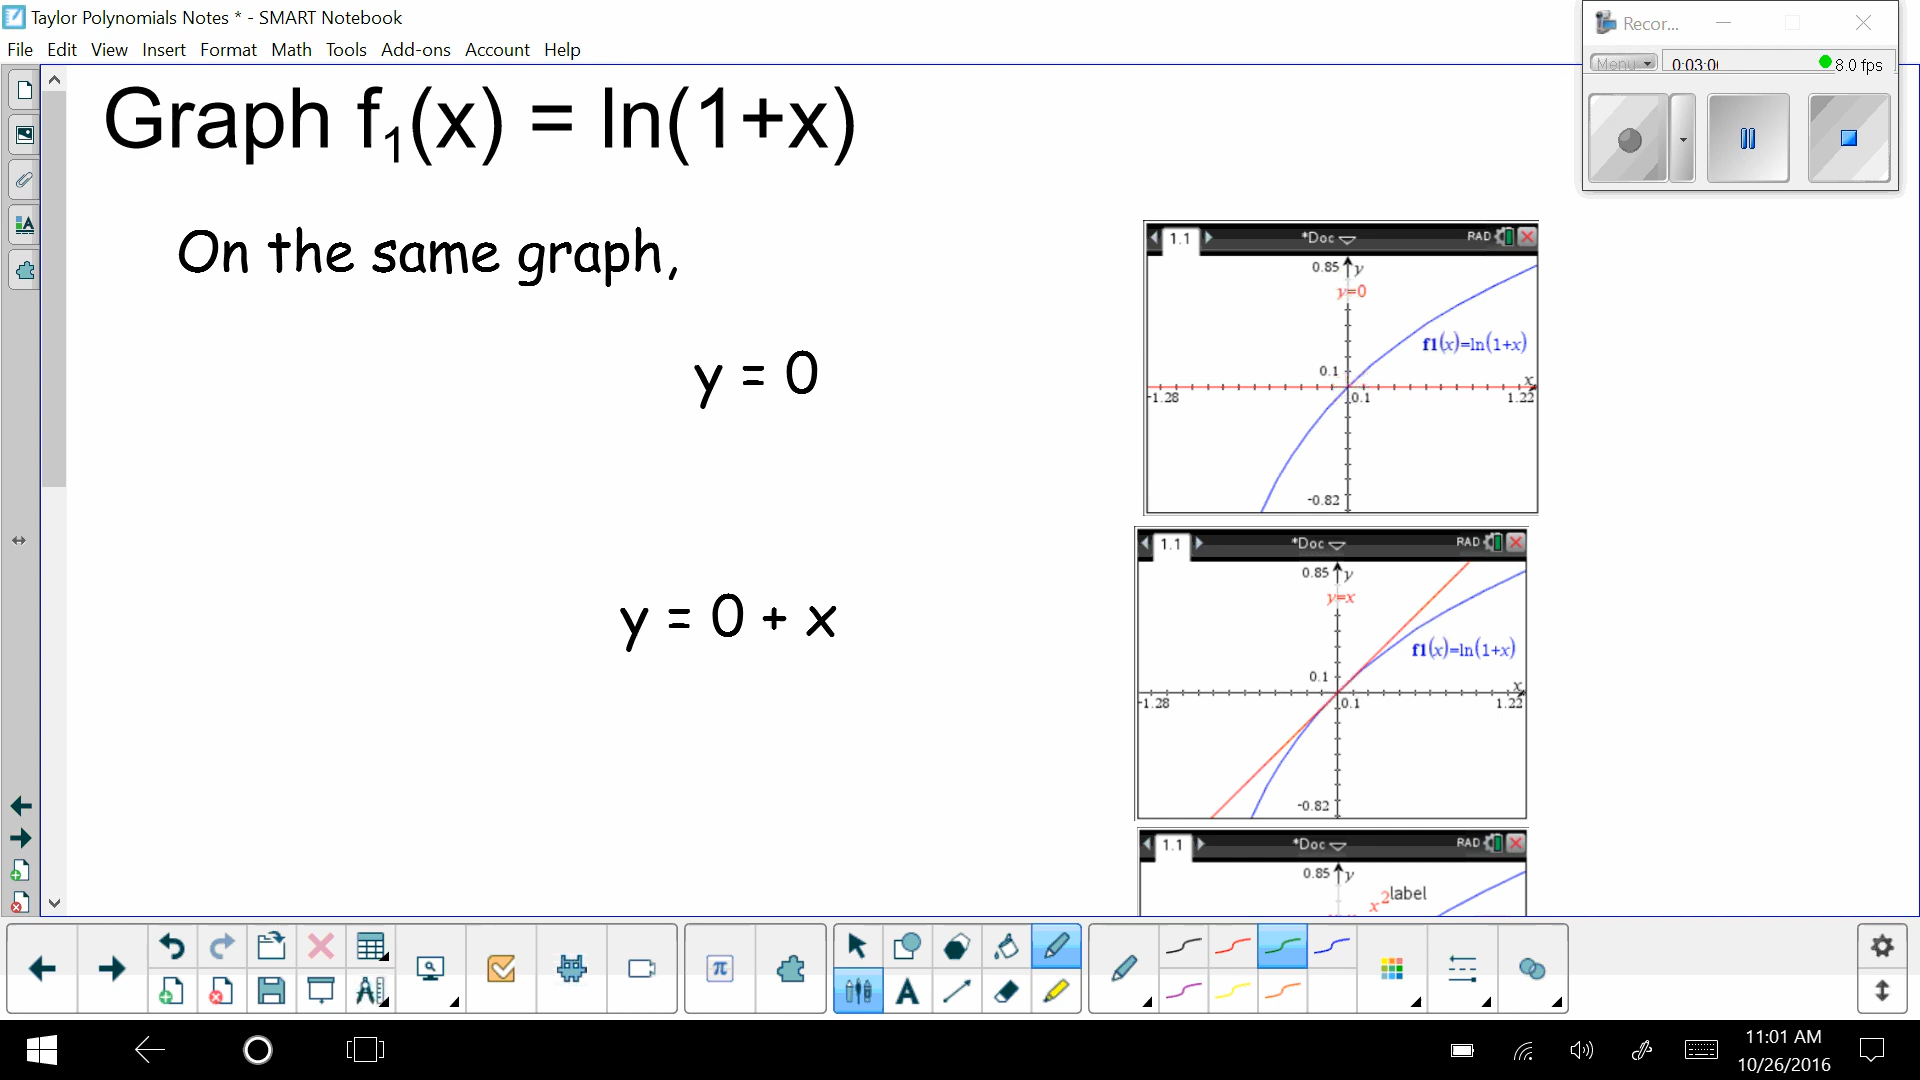 Taylor Polynomials Notes * - SMART Notebook
File Edit View Insert Format Math Tools Add-ons Account Help
Recor...
Menu 0:03:0 8.0 fps
Graph f₁(x) = ln(1+x)
On the same graph,
y = 0
y = 0 + x
1.1 *Doc RAD
0.85 y
y=0
f1(x)=ln(1+x)
0.1 x
-1.28 0.1 1.22
-0.82
1.1 *Doc RAD
0.85 y
y=x
f1(x)=ln(1+x)
0.1 x
-1.28 0.1 1.22
-0.82
1.1 *Doc RAD
0.85 y
x² label
π
A
11:01 AM
10/26/2016